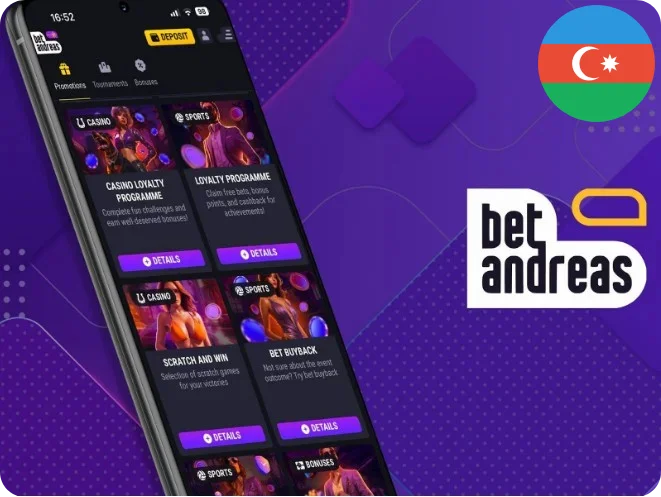 16:52
98
bet
andreas
DEPOSIT
Promotions
Tournaments
Bonuses
CASINO
CASINO LOYALTY
PROGRAMME
Complete fun challenges and
earn well-deserved bonuses!
DETAILS
SPORTS
LOYALTY PROGRAMME
Claim free bets, bonus
points, and cashback for
achievements!
DETAILS
CASINO
SCRATCH AND WIN
Selection of scratch games
for your victories
DETAILS
SPORTS
BET BUYBACK
Not sure about the event
outcome? Try bet buyback
DETAILS
SPORTS
BONUSES
bet
andreas